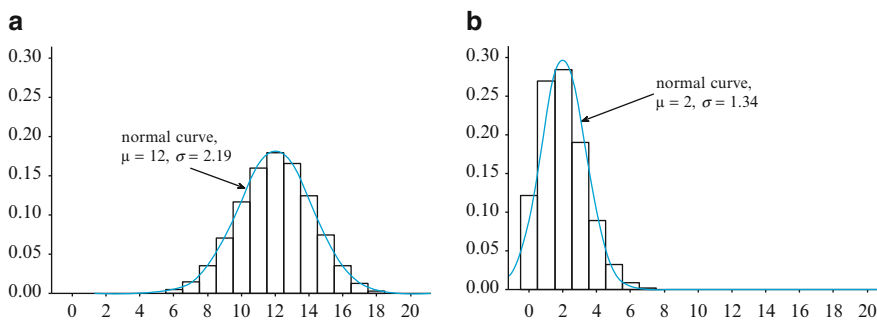 a
0.30
0.25
0.20
0.15
0.10
0.05
0.00
normal curve,
μ = 12, σ = 2.19
0 2 4 6 8 10 12 14 16 18 20
b
0.30
0.25
0.20
0.15
0.10
0.05
0.00
normal curve,
μ = 2, σ = 1.34
0 2 4 6 8 10 12 14 16 18 20